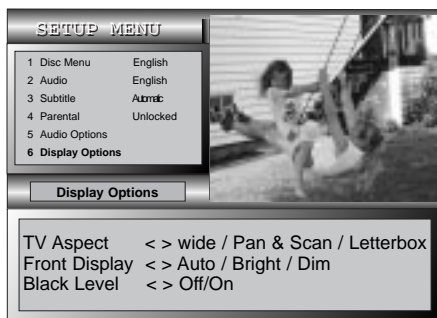 SETUP MENU
1 Disc Menu English
2 Audio English
3 Subtitle Automatic
4 Parental Unlocked
5 Audio Options
6 Display Options
Display Options
TV Aspect < > wide / Pan & Scan / Letterbox
Front Display < > Auto / Bright / Dim
Black Level < > Off/On